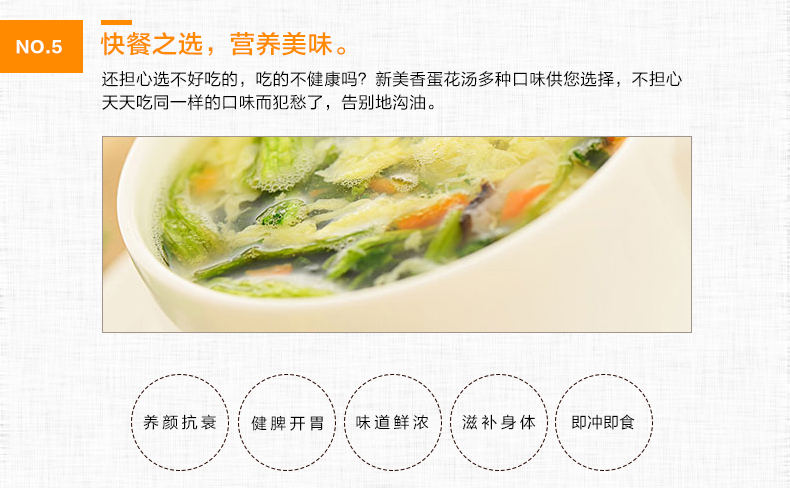 NO.5
快餐之选，营养美味。
还担心选不好吃的，吃的不健康吗？新美香蛋花汤多种口味供您选择，不担心
天天吃同一样的口味而犯愁了，告别地沟油。
养颜抗衰
健脾开胃
味道鲜浓
滋补身体
即冲即食